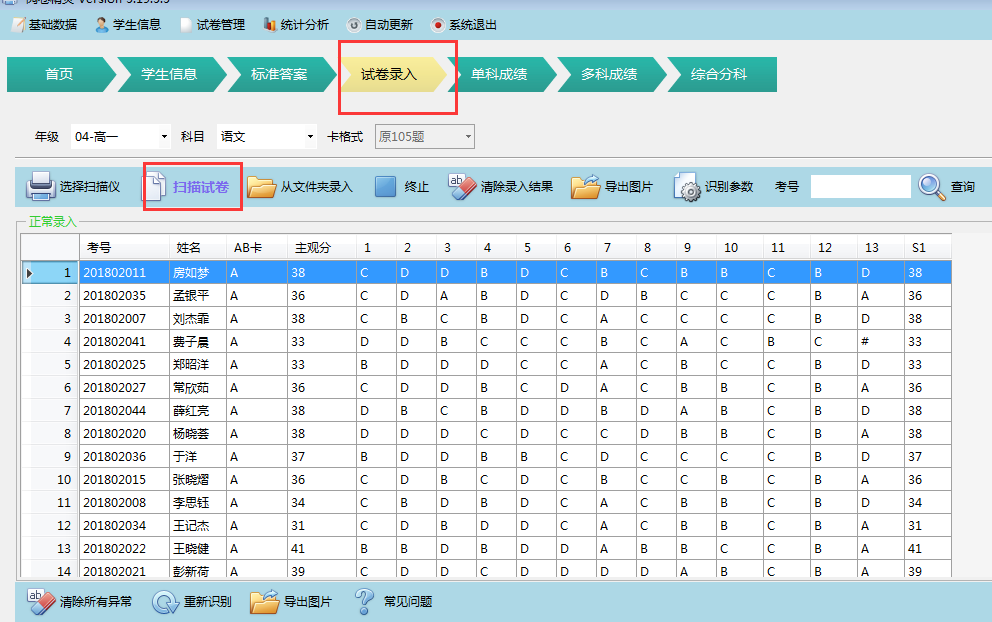 阅卷精灵 Version 5.19.5.5
基础数据 学生信息 试卷管理 统计分析 自动更新 系统退出
首页 学生信息 标准答案 试卷录入 单科成绩 多科成绩 综合分科
年级 04-高一 科目 语文 卡格式 原105题
选择扫描仪 扫描试卷 从文件夹录入 终止 清除录入结果 导出图片 识别参数 考号 查询
正常录入
考号 姓名 AB卡 主观分 1 2 3 4 5 6 7 8 9 10 11 12 13 S1
1 201802011 房如梦 A 38 C D D B D C B C B B C B D 38
2 201802035 孟银平 A 36 C D A B D C D B C C C B A 36
3 201802007 刘杰霏 A 38 C B C B D C A C C C C B D 38
4 201802041 费子晨 A 33 D D B C C C B C A C B C # 33
5 201802025 郑昭洋 A 33 B D D D C C A C B C C B D 33
6 201802027 常欣茹 A 36 C D D B C D A C B B C B A 36
7 201802044 薛红亮 A 38 D B C B D D B D A B C B D 38
8 201802020 杨晓荟 A 38 D D D C D C C D B B C B A 38
9 201802036 于洋 A 37 B D D B B C D C C C C B D 37
10 201802015 张晓熠 A 36 C D B C D C B C C B C B A 36
11 201802008 李思钰 A 34 C B D B D C A C B B C B D 34
12 201802034 王记杰 A 31 C D B D D C A C B B C B A 31
13 201802022 王晓健 A 41 B B D B D D A B B C C B A 41
14 201802021 彭新荷 A 39 C D D C D D D D A B C B A 39
清除所有异常 重新识别 导出图片 常见问题